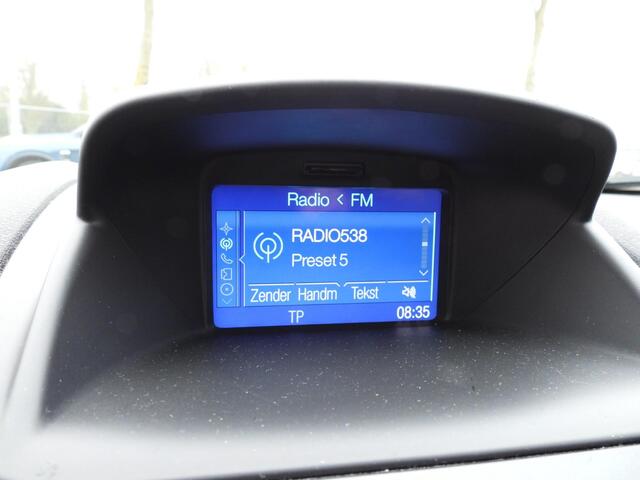 Radio < FM
RADIO538
Preset 5
Zender Handm Tekst
TP 08:35